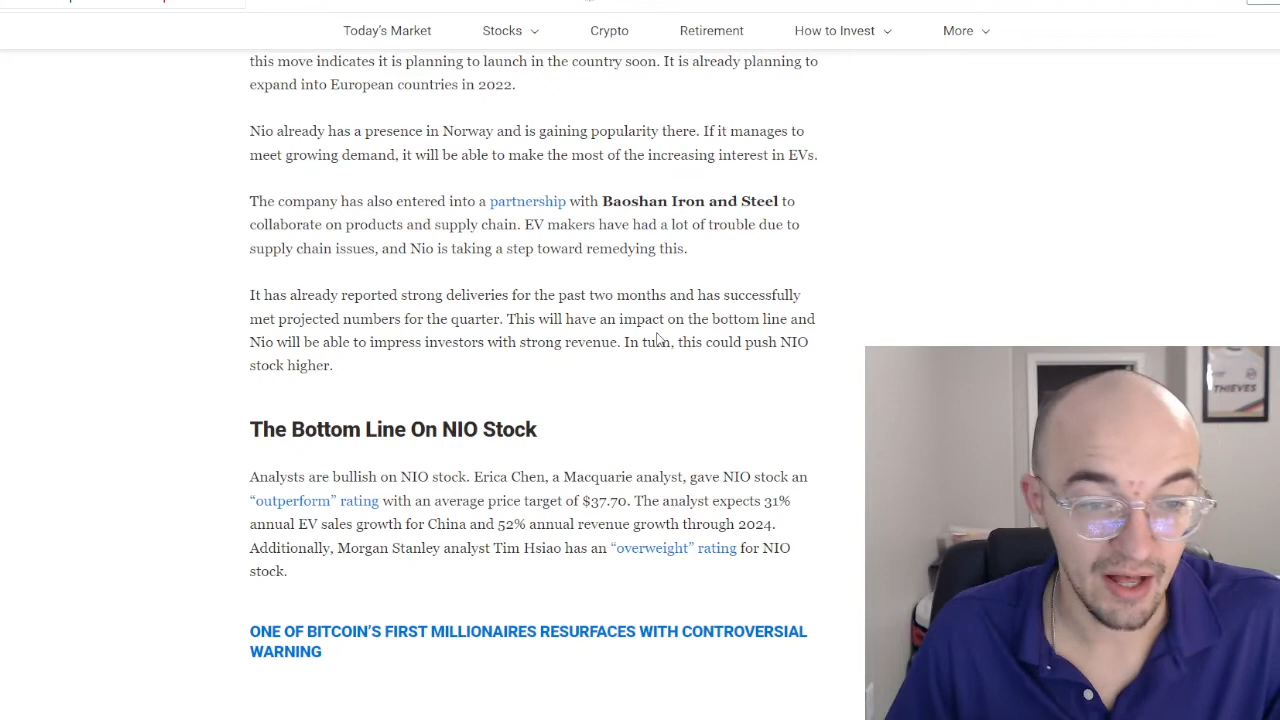 Today's Market
Stocks
Crypto
Retirement
How to Invest
More
this move indicates it is planning to launch in the country soon. It is already planning to
expand into European countries in 2022.
Nio already has a presence in Norway and is gaining popularity there. If it manages to
meet growing demand, it will be able to make the most of the increasing interest in EVs.
The company has also entered into a partnership with Baoshan Iron and Steel to
collaborate on products and supply chain. EV makers have had a lot of trouble due to
supply chain issues, and Nio is taking a step toward remedying this.
It has already reported strong deliveries for the past two months and has successfully
met projected numbers for the quarter. This will have an impact on the bottom line and
Nio will be able to impress investors with strong revenue. In turn, this could push NIO
stock higher.
The Bottom Line On NIO Stock
Analysts are bullish on NIO stock. Erica Chen, a Macquarie analyst, gave NIO stock an
“outperform” rating with an average price target of $37.70. The analyst expects 31%
annual EV sales growth for China and 52% annual revenue growth through 2024.
Additionally, Morgan Stanley analyst Tim Hsiao has an “overweight” rating for NIO
stock.
ONE OF BITCOIN’S FIRST MILLIONAIRES RESURFACES WITH CONTROVERSIAL
WARNING
THIEVES